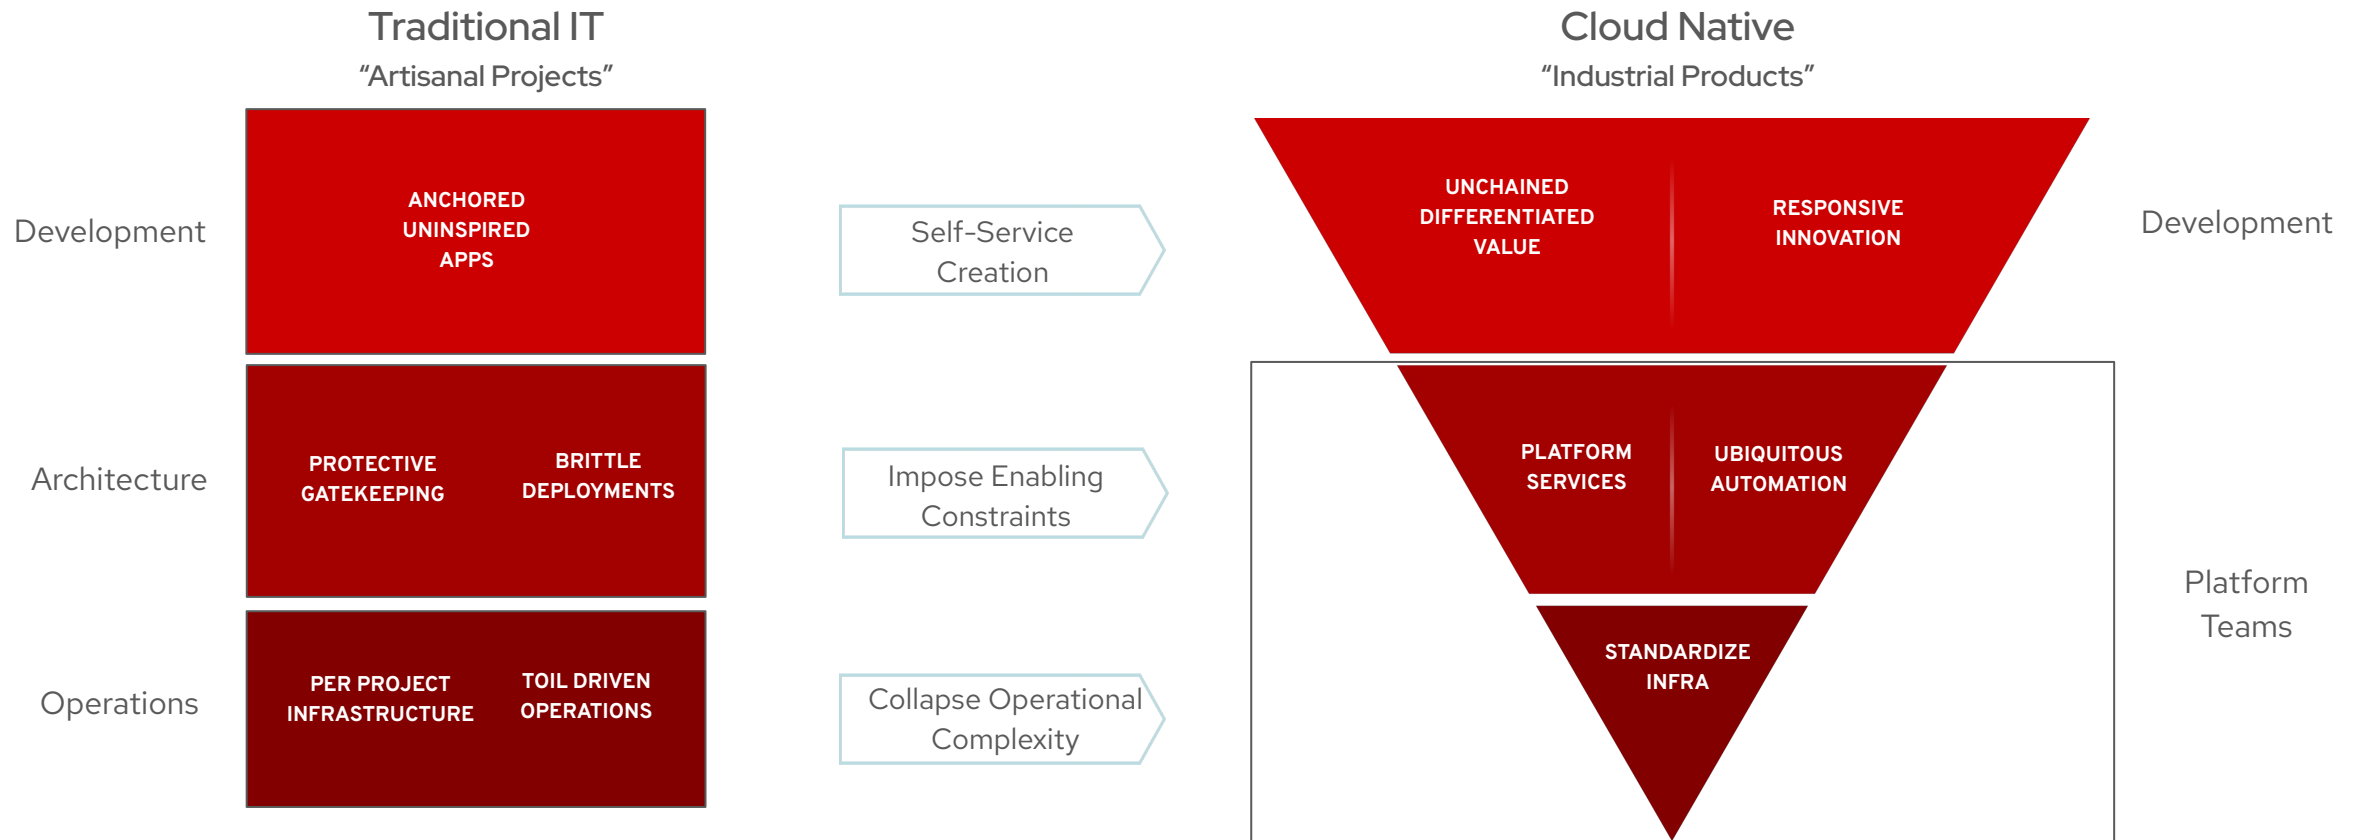 Traditional IT
“Artisanal Projects”
Cloud Native
“Industrial Products”
Development
ANCHORED
UNINSPIRED
APPS
Self-Service
Creation
UNCHAINED
DIFFERENTIATED
VALUE
RESPONSIVE
INNOVATION
Development
Architecture
PROTECTIVE
GATEKEEPING
BRITTLE
DEPLOYMENTS
Impose Enabling
Constraints
PLATFORM
SERVICES
UBIQUITOUS
AUTOMATION
Platform
Teams
Operations
PER PROJECT
INFRASTRUCTURE
TOIL DRIVEN
OPERATIONS
Collapse Operational
Complexity
STANDARDIZE
INFRA